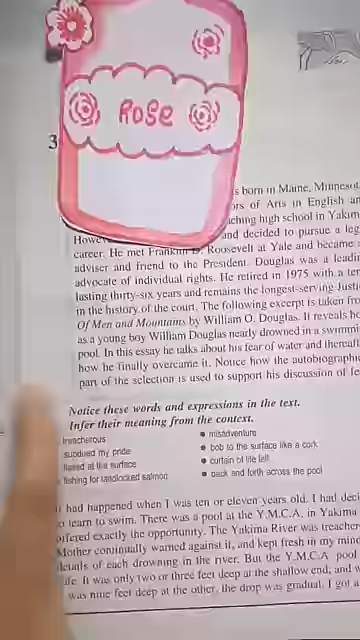 Rose
3
s born in Maine, Minnesot
ors of Arts in English an
aching high school in Yakim
Howev and decided to pursue a leg
career. He met Franklin D. Roosevelt at Yale and became a
adviser and friend to the President. Douglas was a leadin
advocate of individual rights. He retired in 1975 with a ter
lasting thirty-six years and remains the longest-serving Justi
in the history of the court. The following excerpt is taken fro
Of Men and Mountains by William O. Douglas. It reveals ho
as a young boy William Douglas nearly drowned in a swimmi
pool. In this essay he talks about his fear of water and thereaft
how he finally overcame it. Notice how the autobiographic
part of the selection is used to support his discussion of fe
Notice these words and expressions in the text.
Infer their meaning from the context.
treacherous
subdued my pride
flailed at the surface
fishing for landlocked salmon
• misadventure
• bob to the surface like a cork
• curtain of life fell
• back and forth across the pool
It had happened when I was ten or eleven years old. I had deci
to learn to swim. There was a pool at the Y.M.C.A. in Yakima
offered exactly the opportunity. The Yakima River was treacher
Mother continually warned against it, and kept fresh in my mind
details of each drowning in the river. But the Y.M.C.A. pool
safe. It was only two or three feet deep at the shallow end; and w
was nine feet deep at the other, the drop was gradual. I got a